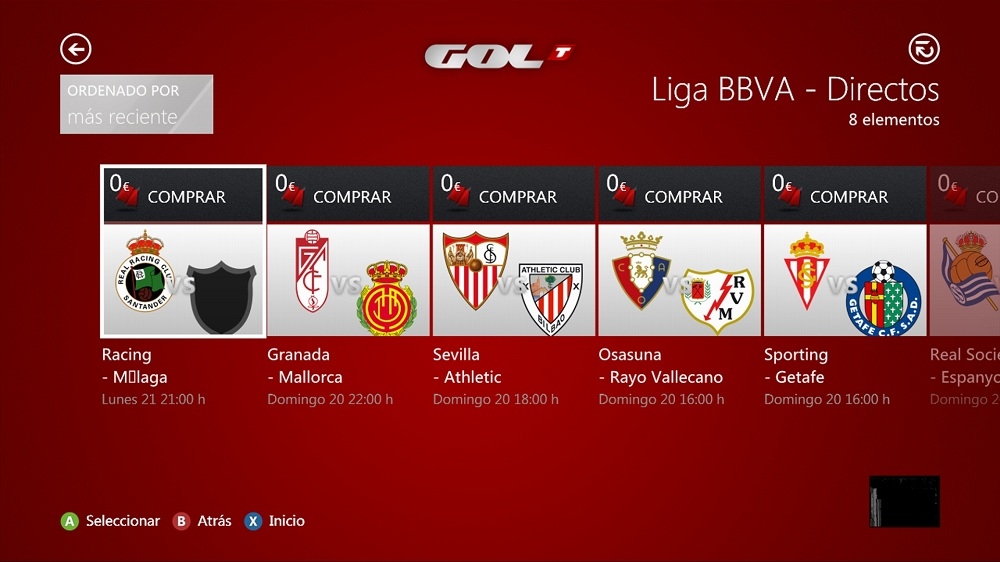 GOL T
ORDENADO POR
más reciente
Liga BBVA - Directos
8 elementos
0€ COMPRAR
0€ COMPRAR
0€ COMPRAR
0€ COMPRAR
0€ COMPRAR
0€ CO
REAL RACING CLUB
SANTANDER
VS
VS
VS
ATHLETIC CLUB
BILBAO
VS
C A
R
V
M
VS
GETAFE C.F. S.A.D.
Racing
- M▯laga
Lunes 21 21:00 h
Granada
- Mallorca
Domingo 20 22:00 h
Sevilla
- Athletic
Domingo 20 18:00 h
Osasuna
- Rayo Vallecano
Domingo 20 16:00 h
Sporting
- Getafe
Domingo 20 16:00 h
Real Socie
- Espanyo
Domingo 2
A Seleccionar B Atrás X Inicio